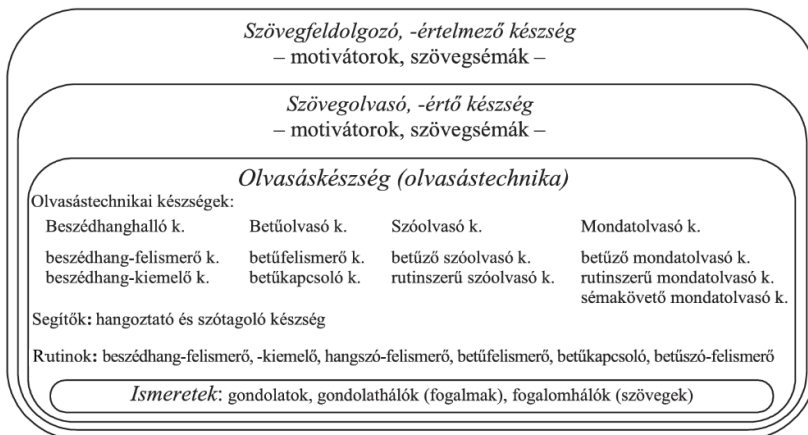 Szövegfeldolgozó, -értelmező készség
– motivátorok, szövegsémák –
Szövegolvasó, -értő készség
– motivátorok, szövegsémák –
Olvasáskészség (olvasástechnika)
Olvasástechnikai készségek:
Beszédhanghalló k. Betűolvasó k. Szóolvasó k. Mondatolvasó k.
beszédhang-felismerő k. betűfelismerő k. betűző szóolvasó k. betűző mondatolvasó k.
beszédhang-kiemelő k. betűkapcsoló k. rutinszerű szóolvasó k. rutinszerű mondatolvasó k.
sémakövető mondatolvasó k.
Segítők: hangoztató és szótagoló készség
Rutinok: beszédhang-felismerő, -kiemelő, hangszó-felismerő, betűfelismerő, betűkapcsoló, betűszó-felismerő
Ismeretek: gondolatok, gondolathálók (fogalmak), fogalomhálók (szövegek)